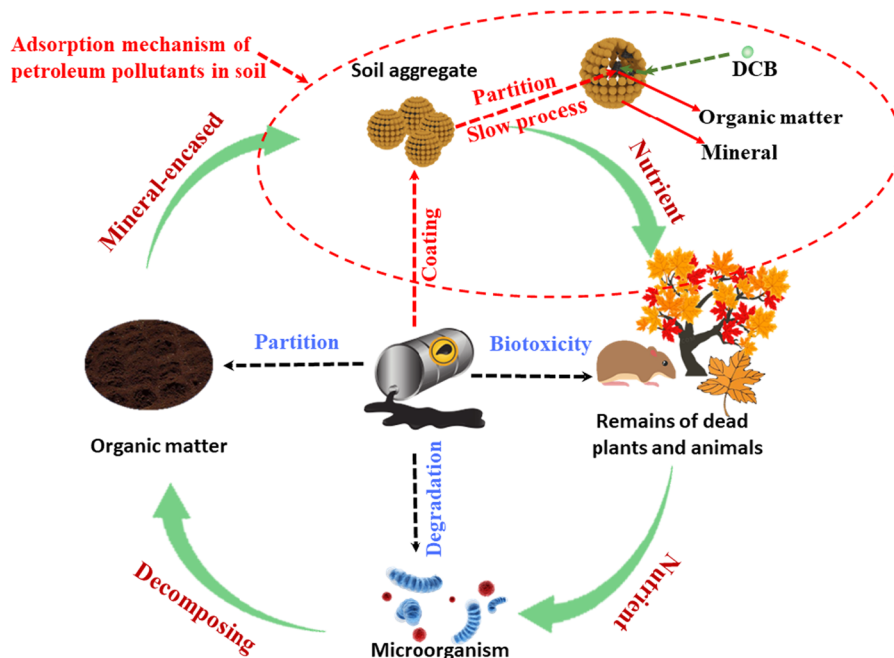 Adsorption mechanism of
petroleum pollutants in soil
Soil aggregate
Partition
Slow process
DCB
Organic matter
Mineral
Mineral-encased
Nutrient
Coating
Partition
Biotoxicity
Organic matter
Remains of dead
plants and animals
Degradation
Decomposing
Nutrient
Microorganism